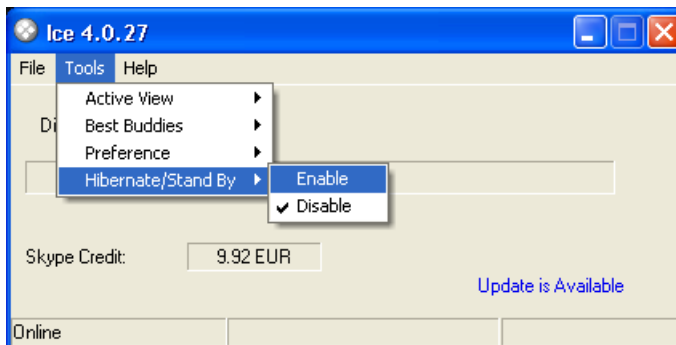 Ice 4.0.27
File Tools Help
Active View
Di Best Buddies
Preference
Hibernate/Stand By Enable
Disable
Skype Credit: 9.92 EUR
Update is Available
Online